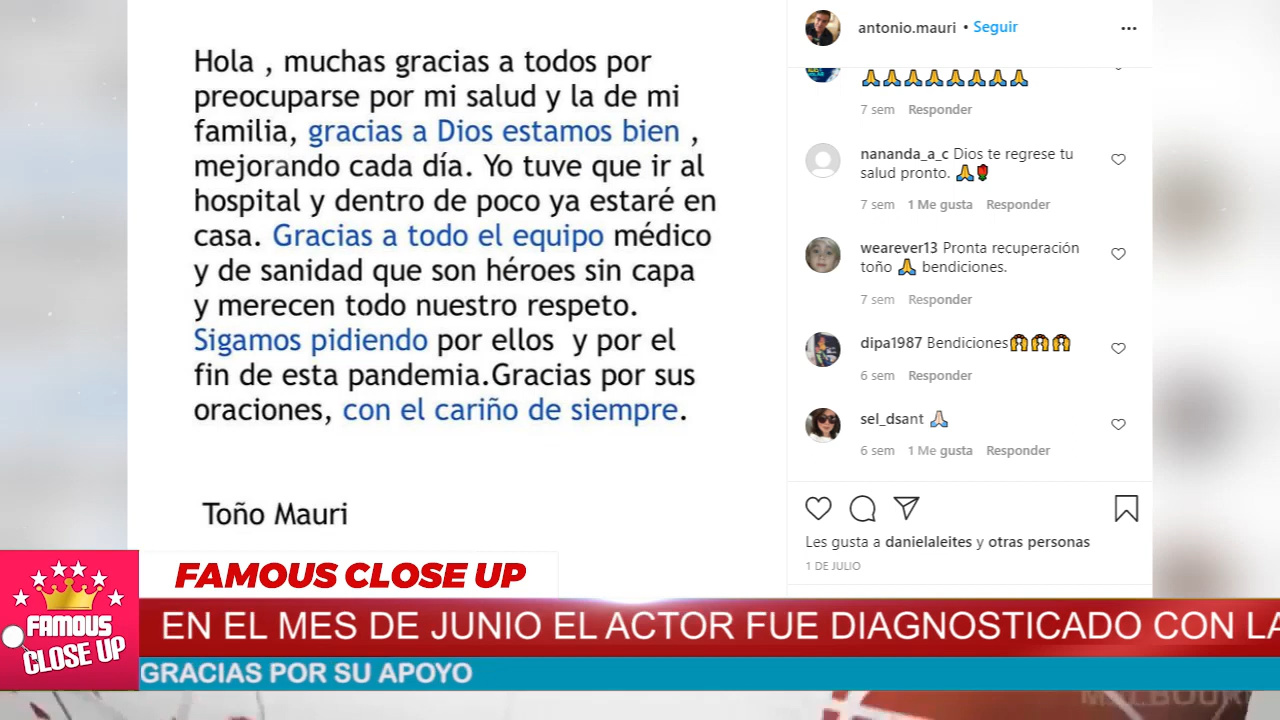 Hola , muchas gracias a todos por
preocuparse por mi salud y la de mi
familia, gracias a Dios estamos bien ,
mejorando cada día. Yo tuve que ir al
hospital y dentro de poco ya estaré en
casa. Gracias a todo el equipo médico
y de sanidad que son héroes sin capa
y merecen todo nuestro respeto.
Sigamos pidiendo por ellos y por el
fin de esta pandemia.Gracias por sus
oraciones, con el cariño de siempre.
Toño Mauri
antonio.mauri • Seguir
🙏🙏🙏🙏🙏🙏🙏🙏
7 sem Responder
nananda_a_c Dios te regrese tu
salud pronto. 🙏🌹
7 sem 1 Me gusta Responder
wearever13 Pronta recuperación
toño 🙏 bendiciones.
7 sem Responder
dipa1987 Bendiciones
6 sem Responder
sel_dsant 🙏🏻
6 sem 1 Me gusta Responder
Les gusta a danielaleites y otras personas
1 DE JULIO
FAMOUS CLOSE UP
FAMOUS
CLOSE UP
EN EL MES DE JUNIO EL ACTOR FUE DIAGNOSTICADO CON LA
GRACIAS POR SU APOYO